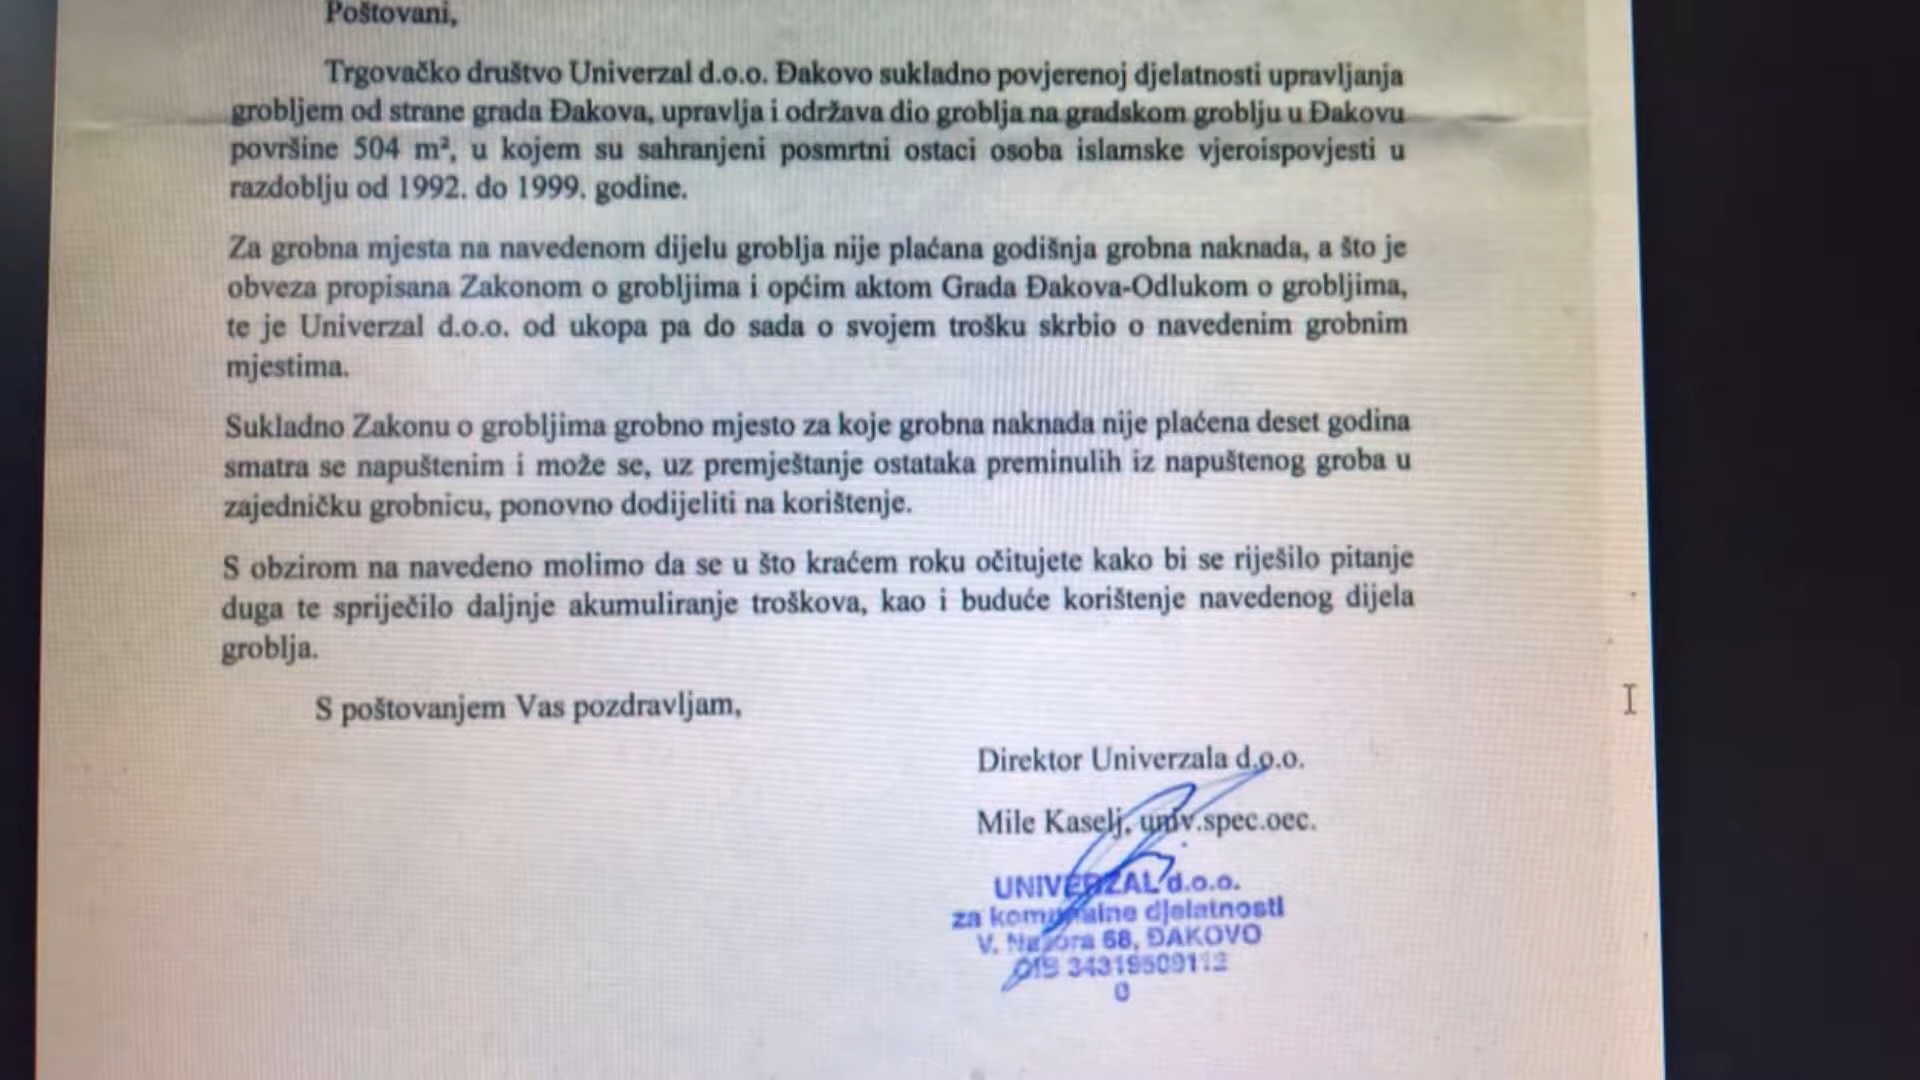 Poštovani,
Trgovačko društvo Univerzal d.o.o. Đakovo sukladno povjerenoj djelatnosti upravljanja
grobljem od strane grada Đakova, upravlja i održava dio groblja na gradskom groblju u Đakovu
površine 504 m², u kojem su sahranjeni posmrtni ostaci osoba islamske vjeroispovjesti u
razdoblju od 1992. do 1999. godine.
Za grobna mjesta na navedenom dijelu groblja nije plaćana godišnja grobna naknada, a što je
obveza propisana Zakonom o grobljima i općim aktom Grada Đakova-Odlukom o grobljima,
te je Univerzal d.o.o. od ukopa pa do sada o svojem trošku skrbio o navedenim grobnim
mjestima.
Sukladno Zakonu o grobljima grobno mjesto za koje grobna naknada nije plaćena deset godina
smatra se napuštenim i može se, uz premještanje ostataka preminulih iz napuštenog groba u
zajedničku grobnicu, ponovno dodijeliti na korištenje.
S obzirom na navedeno molimo da se u što kraćem roku očitujete kako bi se riješilo pitanje
duga te spriječilo daljnje akumuliranje troškova, kao i buduće korištenje navedenog dijela
groblja.
S poštovanjem Vas pozdravljam,
Direktor Univerzala d.o.o.
Mile Kaselj, univ.spec.oec.
UNIVERZAL d.o.o.
za komunalne djelatnosti
V. Nazora 68, ĐAKOVO
OIB 34319509112
0